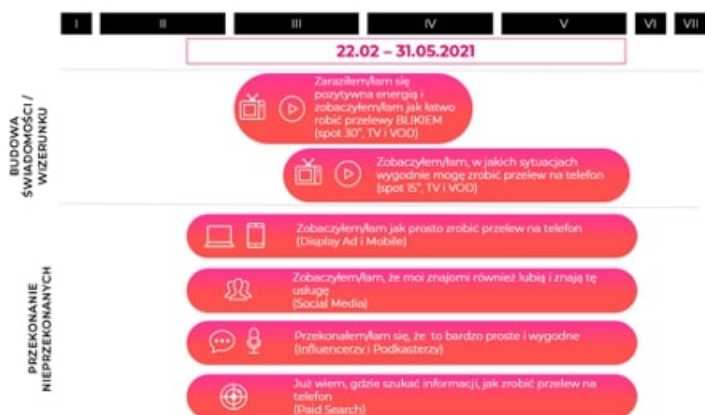 I II III IV V VI VII
22.02 – 31.05.2021
BUDOWA
ŚWIADOMOŚCI /
WIZERUNKU
Zaraziłem/łam się
pozytywna energią i
zobaczyłem/łam jak łatwo
robić przelewy BLIKIEM
(spot 30", TV i VOD)
Zobaczyłem/łam, w jakich sytuacjach
wygodnie mogę zrobić przelew na telefon
(spot 15", TV i VOD)
PRZEKONANIE
NIEPRZEKONANYCH
Zobaczyłem/łam jak prosto zrobić przelew na telefon
(Display Ad i Mobile)
Zobaczyłem/łam, że moi znajomi również lubią i znają tę
usługę
(Social Media)
Przekonałem/łam się, że to bardzo proste i wygodne
(Influencerzy i Podkasterzy)
Już wiem, gdzie szukać informacji, jak zrobić przelew na
telefon
(Paid Search)